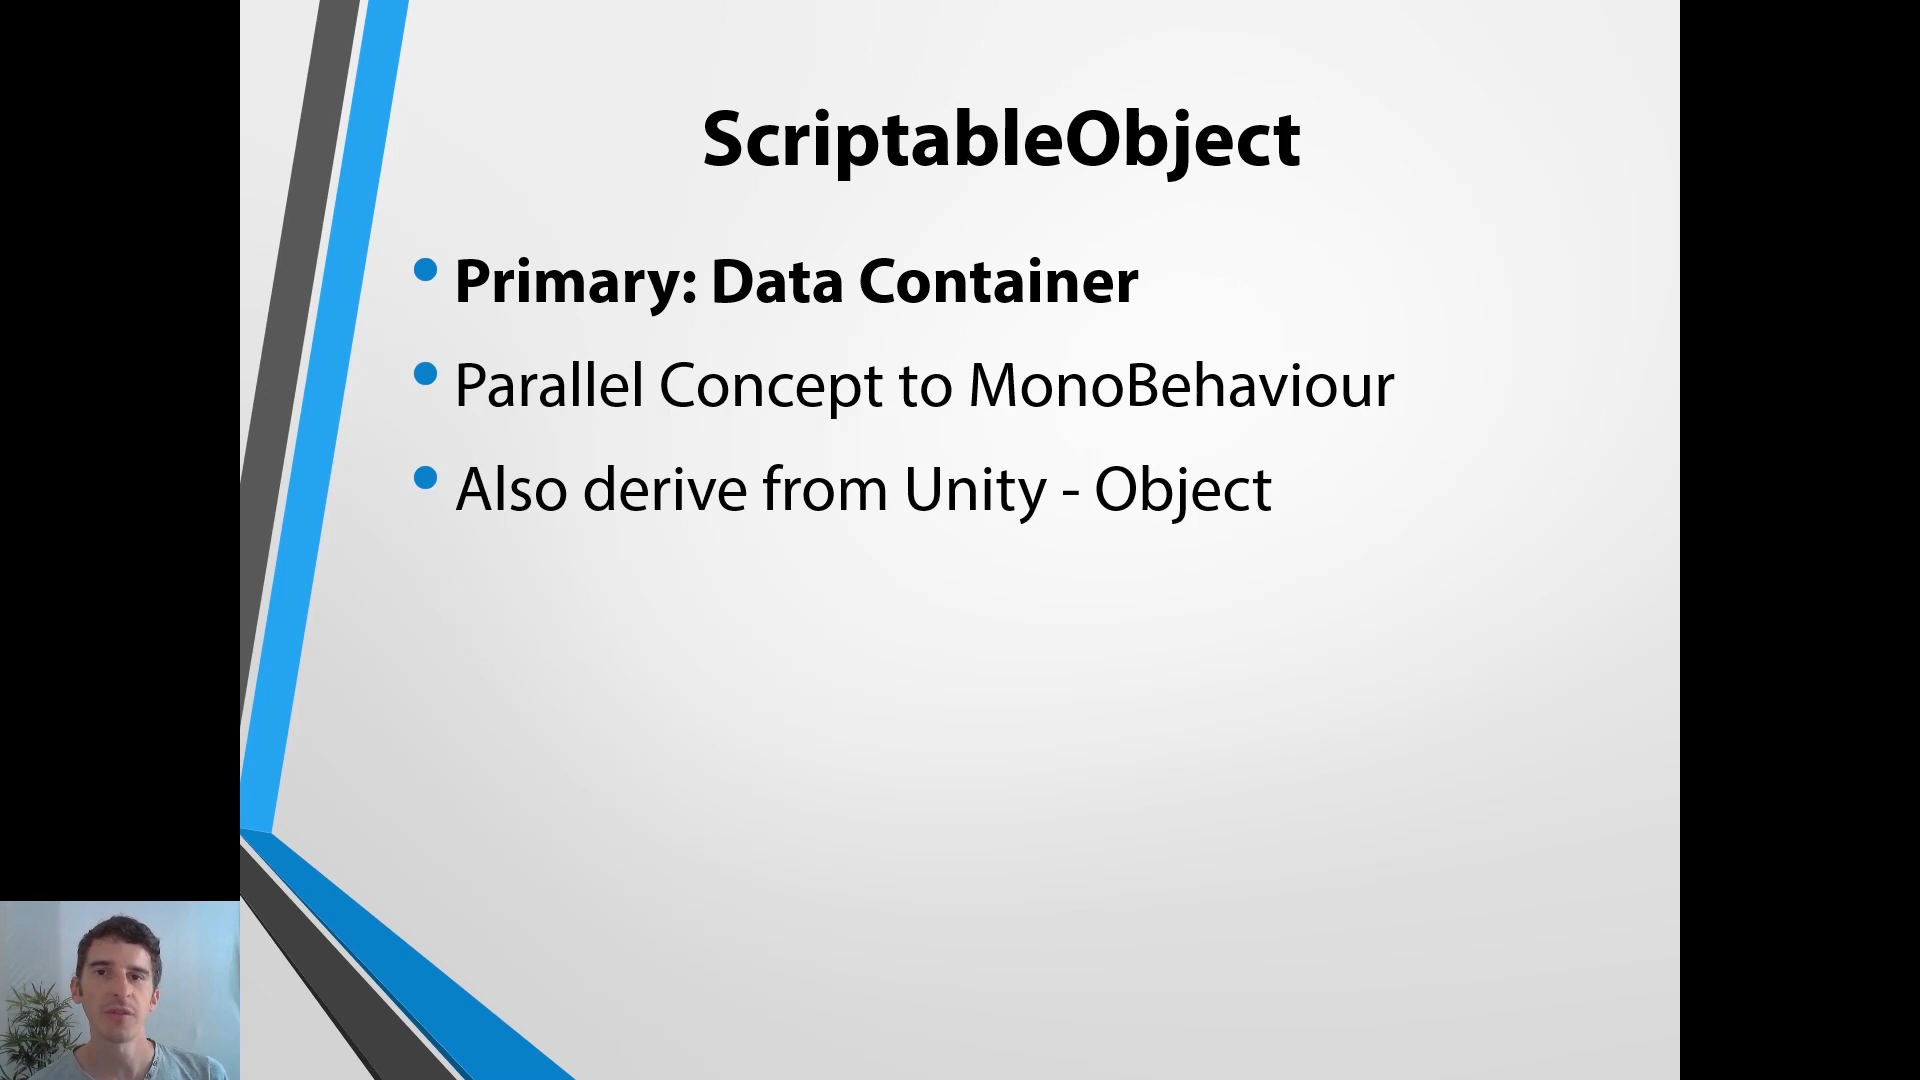 ScriptableObject
Primary: Data Container
Parallel Concept to MonoBehaviour
Also derive from Unity - Object